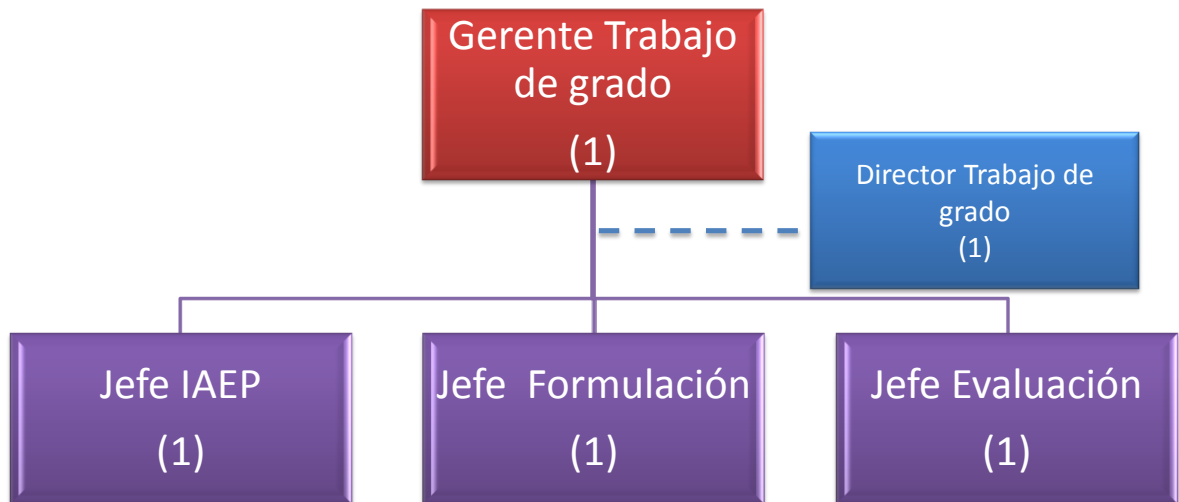 Gerente Trabajo
de grado
(1)
Director Trabajo de
grado
(1)
Jefe IAEP
(1)
Jefe Formulación
(1)
Jefe Evaluación
(1)